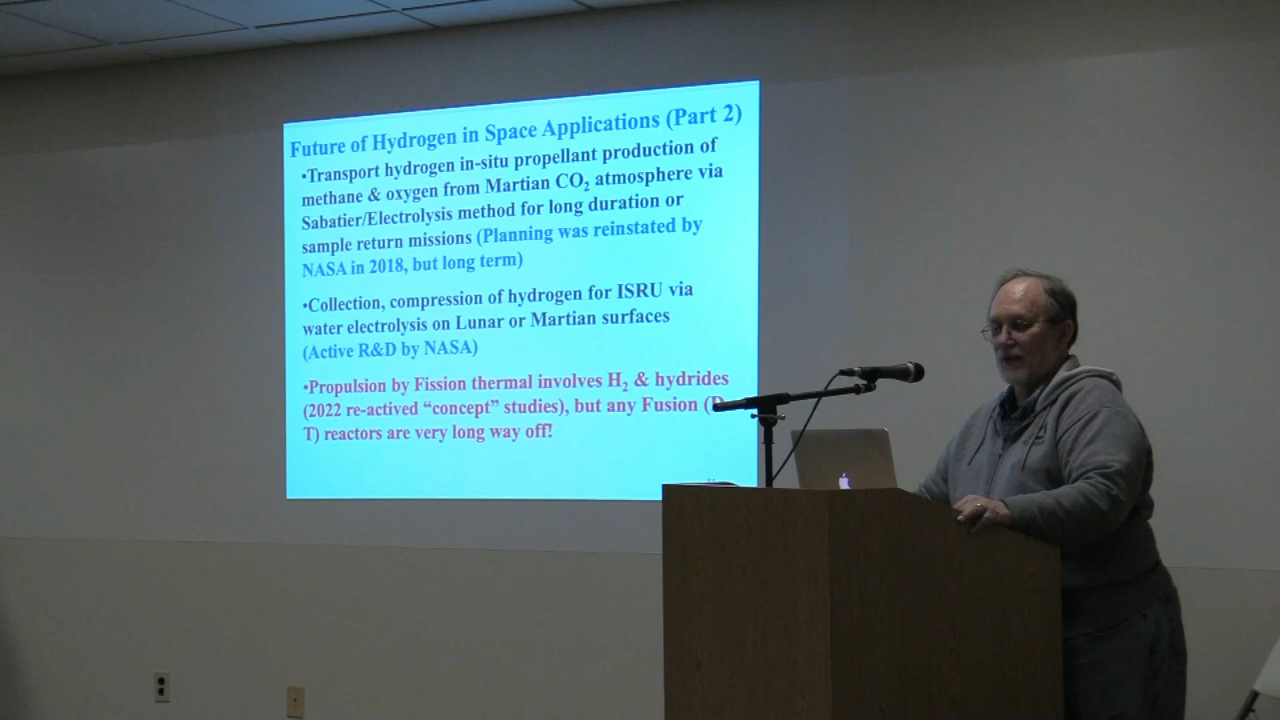 Future of Hydrogen in Space Applications (Part 2)
•Transport hydrogen in-situ propellant production of
methane & oxygen from Martian CO₂ atmosphere via
Sabatier/Electrolysis method for long duration or
sample return missions (Planning was reinstated by
NASA in 2018, but long term)
•Collection, compression of hydrogen for ISRU via
water electrolysis on Lunar or Martian surfaces
(Active R&D by NASA)
•Propulsion by Fission thermal involves H₂ & hydrides
(2022 re-actived “concept” studies), but any Fusion (D-
T) reactors are very long way off!